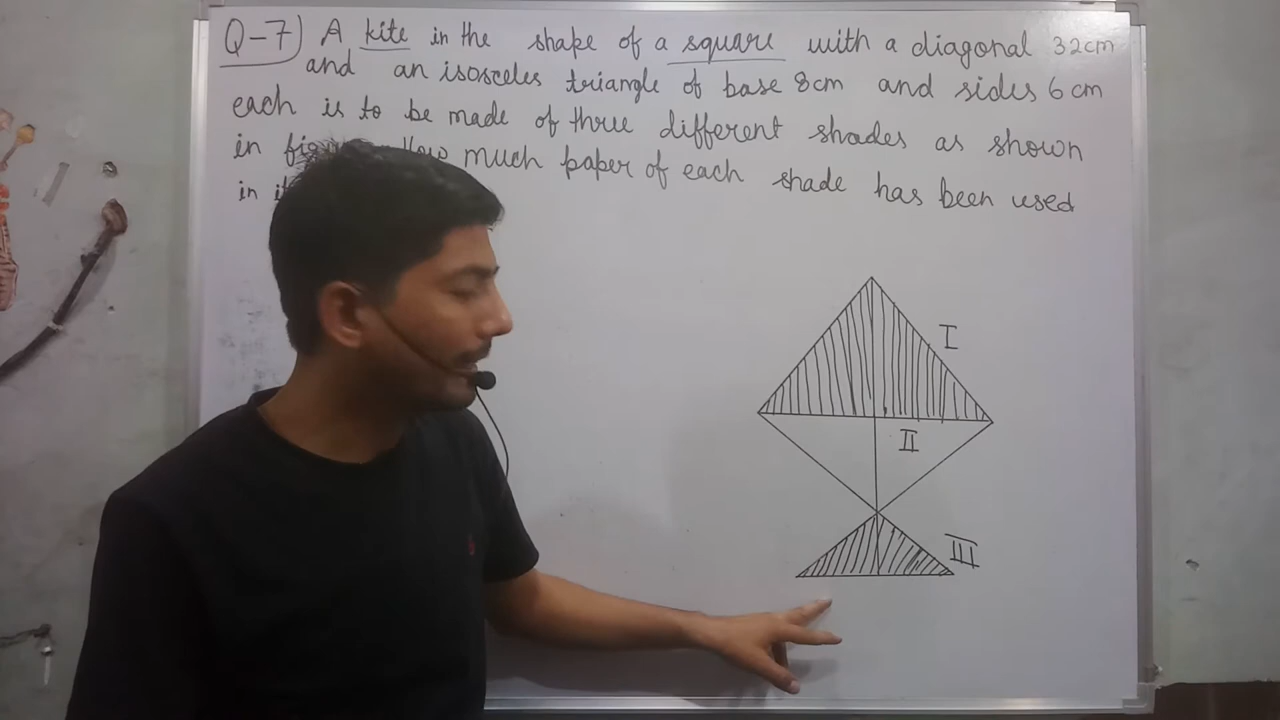 Q-7) A kite in the shape of a square with a diagonal 32cm
and an isosceles triangle of base 8cm and sides 6cm
each is to be made of three different shades as shown
in much paper of each shade has been used
in
I
II
III